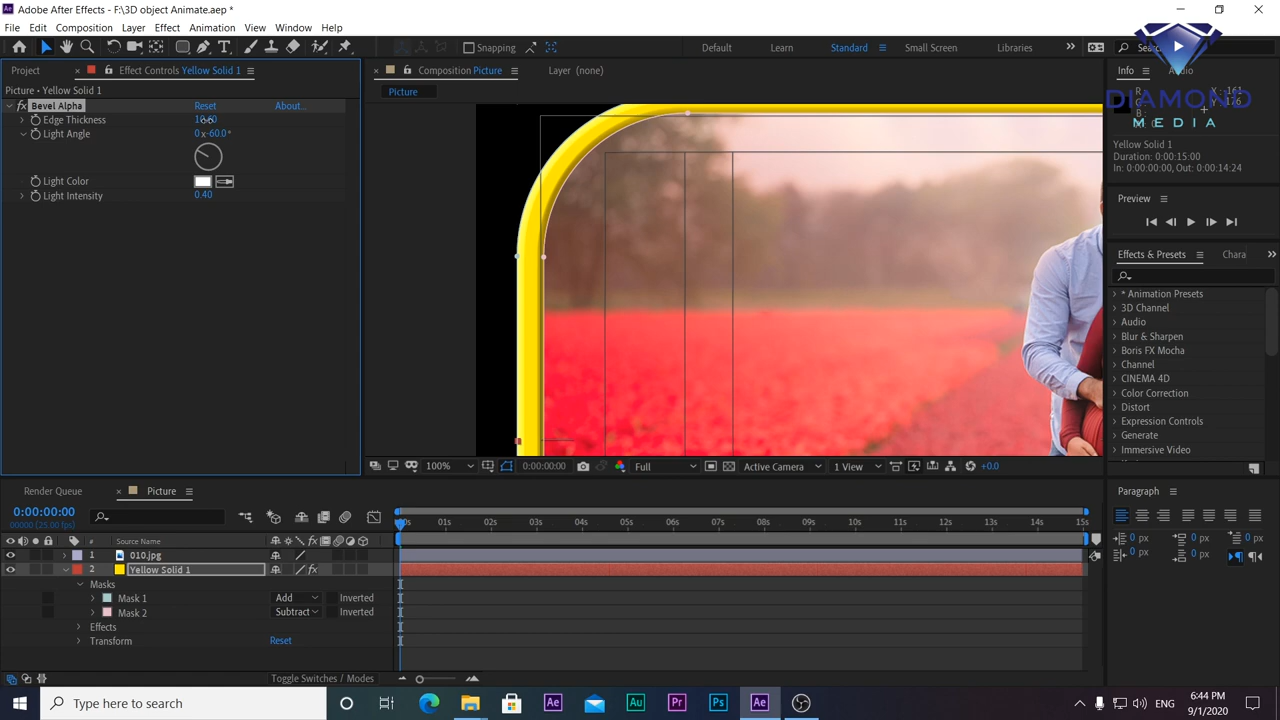 Adobe After Effects - F:\3D object Animate.aep *
File Edit Composition Layer Effect Animation View Window Help
Snapping Default Learn Standard Small Screen Libraries
Project Effect Controls Yellow Solid 1 Composition Picture Layer (none) Info Audio
Picture • Yellow Solid 1 Picture
DIAMOND
MEDIA
Bevel Alpha Reset About...
Edge Thickness
Light Angle 0 x -60.0°
Light Color
Light Intensity 0.40
Yellow Solid 1
Duration: 0:00:15:00
In: 0:00:00:00, Out: 0:00:14:24
Preview
Effects & Presets Chara
* Animation Presets
3D Channel
Audio
Blur & Sharpen
Boris FX Mocha
Channel
CINEMA 4D
Color Correction
Distort
Expression Controls
Generate
Immersive Video
100% 0:00:00:00 Full Active Camera 1 View +0.0
Render Queue Picture Paragraph
0:00:00:00
00000 (25.00 fps)
01s 02s 03s 04s 05s 06s 07s 08s 09s 10s 11s 12s 13s 14s 15s
# Source Name
1 010.jpg
2 Yellow Solid 1
Masks
Mask 1 Add Inverted
Mask 2 Subtract Inverted
Effects
Transform Reset
0 px 0 px 0 px
0 px 0 px
Toggle Switches / Modes
Type here to search
6:44 PM
9/1/2020